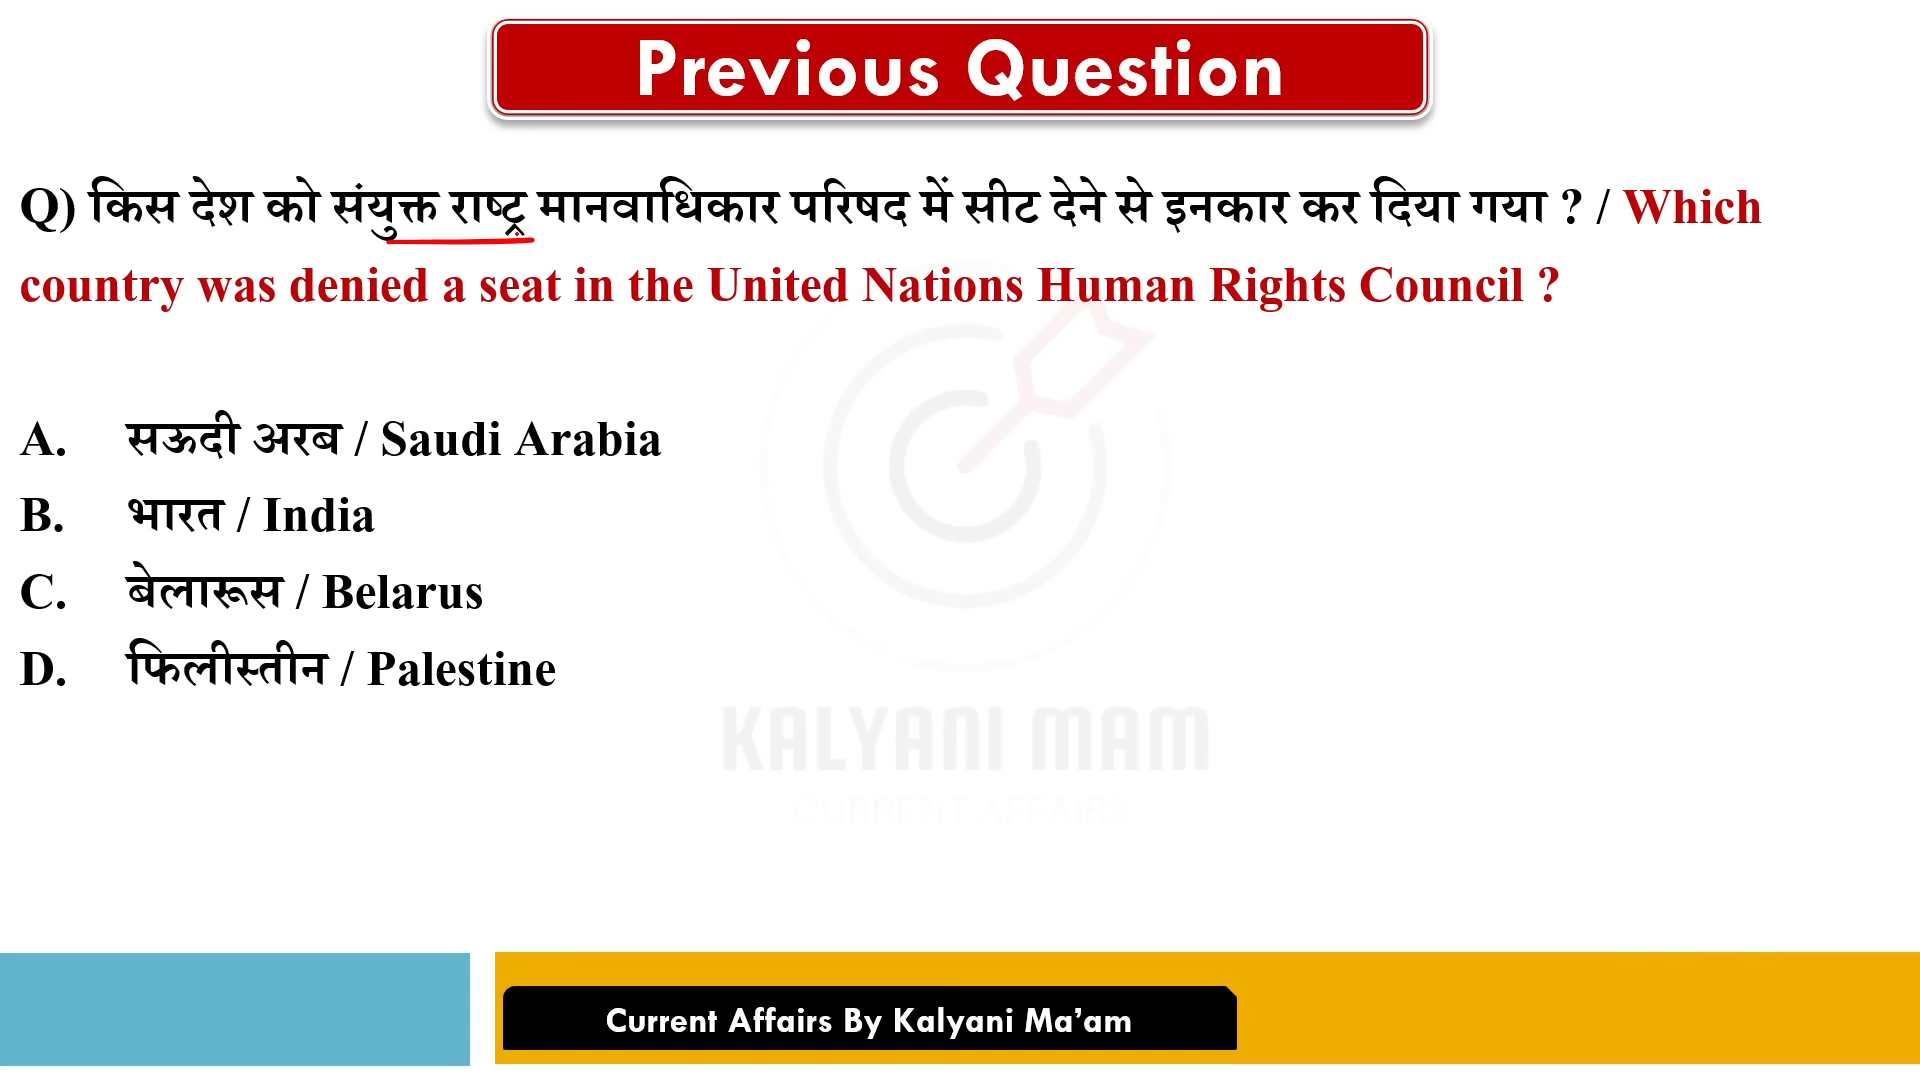 Previous Question
Q) किस देश को संयुक्त राष्ट्र मानवाधिकार परिषद में सीट देने से इनकार कर दिया गया ? / Which
country was denied a seat in the United Nations Human Rights Council ?
A. सऊदी अरब / Saudi Arabia
B. भारत / India
C. बेलारूस / Belarus
D. फिलीस्तीन / Palestine
KALYANI MAM
CURRENT AFFAIRS
Current Affairs By Kalyani Ma’am